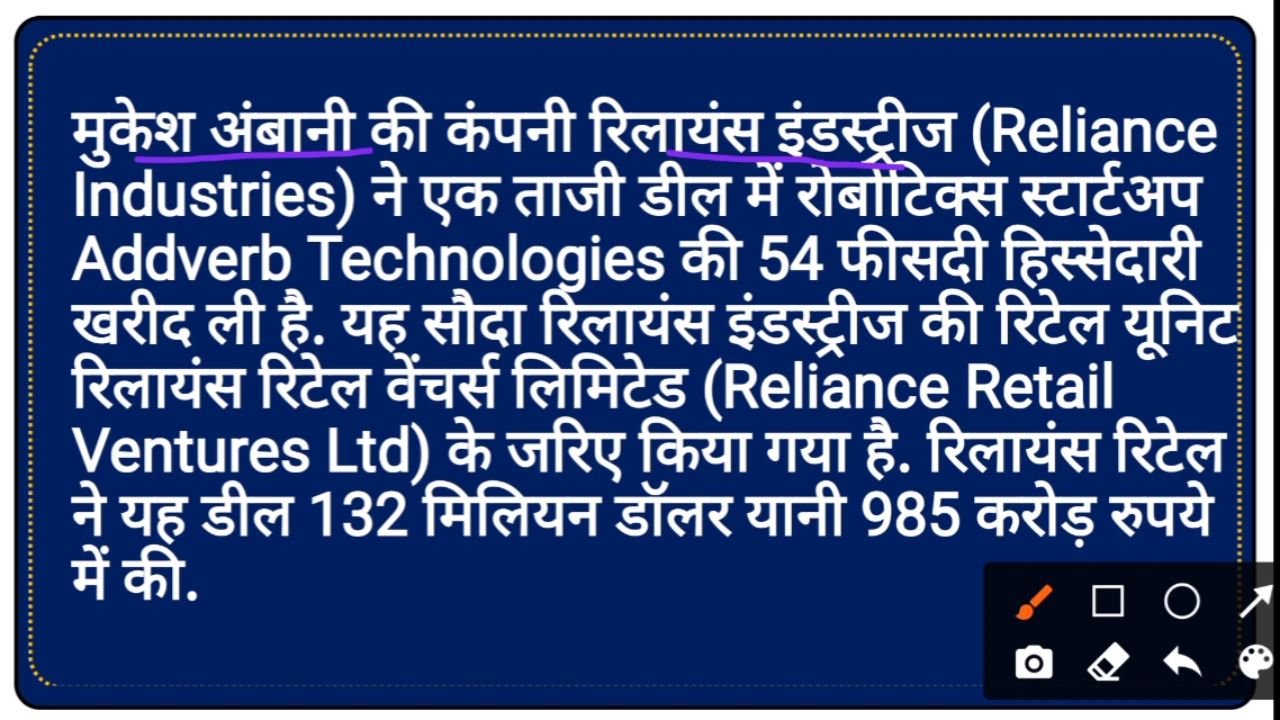 मुकेश अंबानी की कंपनी रिलायंस इंडस्ट्रीज (Reliance
Industries) ने एक ताजी डील में रोबोटिक्स स्टार्टअप
Addverb Technologies की 54 फीसदी हिस्सेदारी
खरीद ली है. यह सौदा रिलायंस इंडस्ट्रीज की रिटेल यूनिट
रिलायंस रिटेल वेंचर्स लिमिटेड (Reliance Retail
Ventures Ltd) के जरिए किया गया है. रिलायंस रिटेल
ने यह डील 132 मिलियन डॉलर यानी 985 करोड़ रुपये
में की.